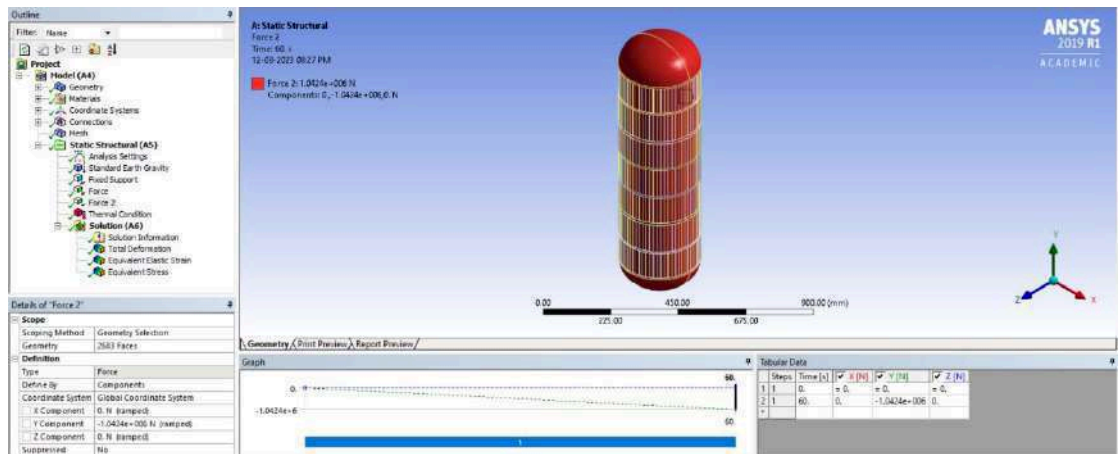 Outline
Filter: Name
Project
Model (A4)
Geometry
Materials
Coordinate Systems
Connections
Mesh
Static Structural (A5)
Analysis Settings
Standard Earth Gravity
Fixed Support
Force
Force 2
Thermal Condition
Solution (A6)
Solution Information
Total Deformation
Equivalent Elastic Strain
Equivalent Stress
Details of "Force 2"
Scope
Scoping Method Geometry Selection
Geometry 2683 Faces
Definition
Type Force
Define By Components
Coordinate System Global Coordinate System
X Component 0. N (ramped)
Y Component -1.0424e+006 N (ramped)
Z Component 0. N (ramped)
Suppressed No
A: Static Structural
Force 2
Time: 60. s
08:27 PM
Force 2: 1.0424e+006 N
Components: 0.,-1.0424e+006,0. N
ANSYS
2019 R1
ACADEMIC
0.00 450.00 900.00 (mm)
225.00 675.00
Y
Z X
Geometry Print Preview Report Preview
Graph
0.
-1.0424e+6
60.
60.
1
Tabular Data
Steps Time [s] X [N] Y [N] Z [N]
1 1 0. = 0. = 0. = 0.
2 1 60. 0. -1.0424e+006 0.
*